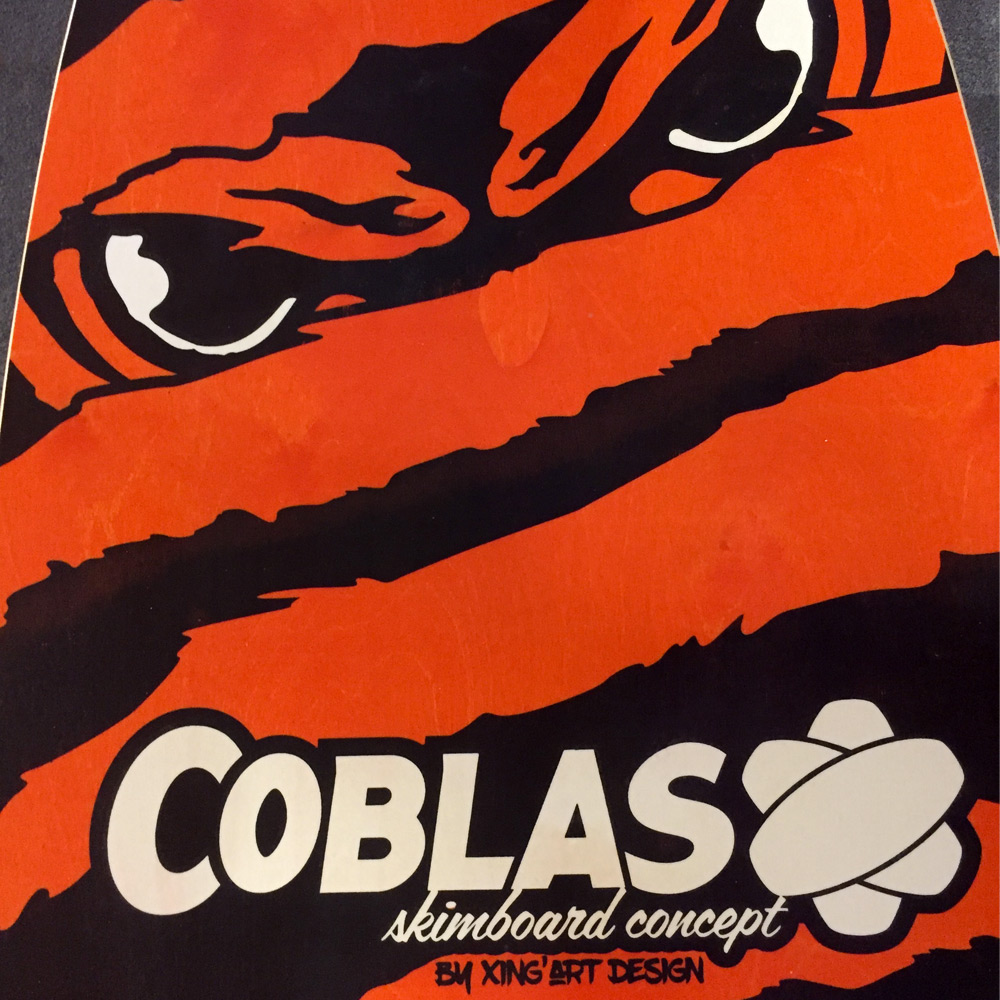 COBLAS
skimboard concept
BY XING'ART DESIGN